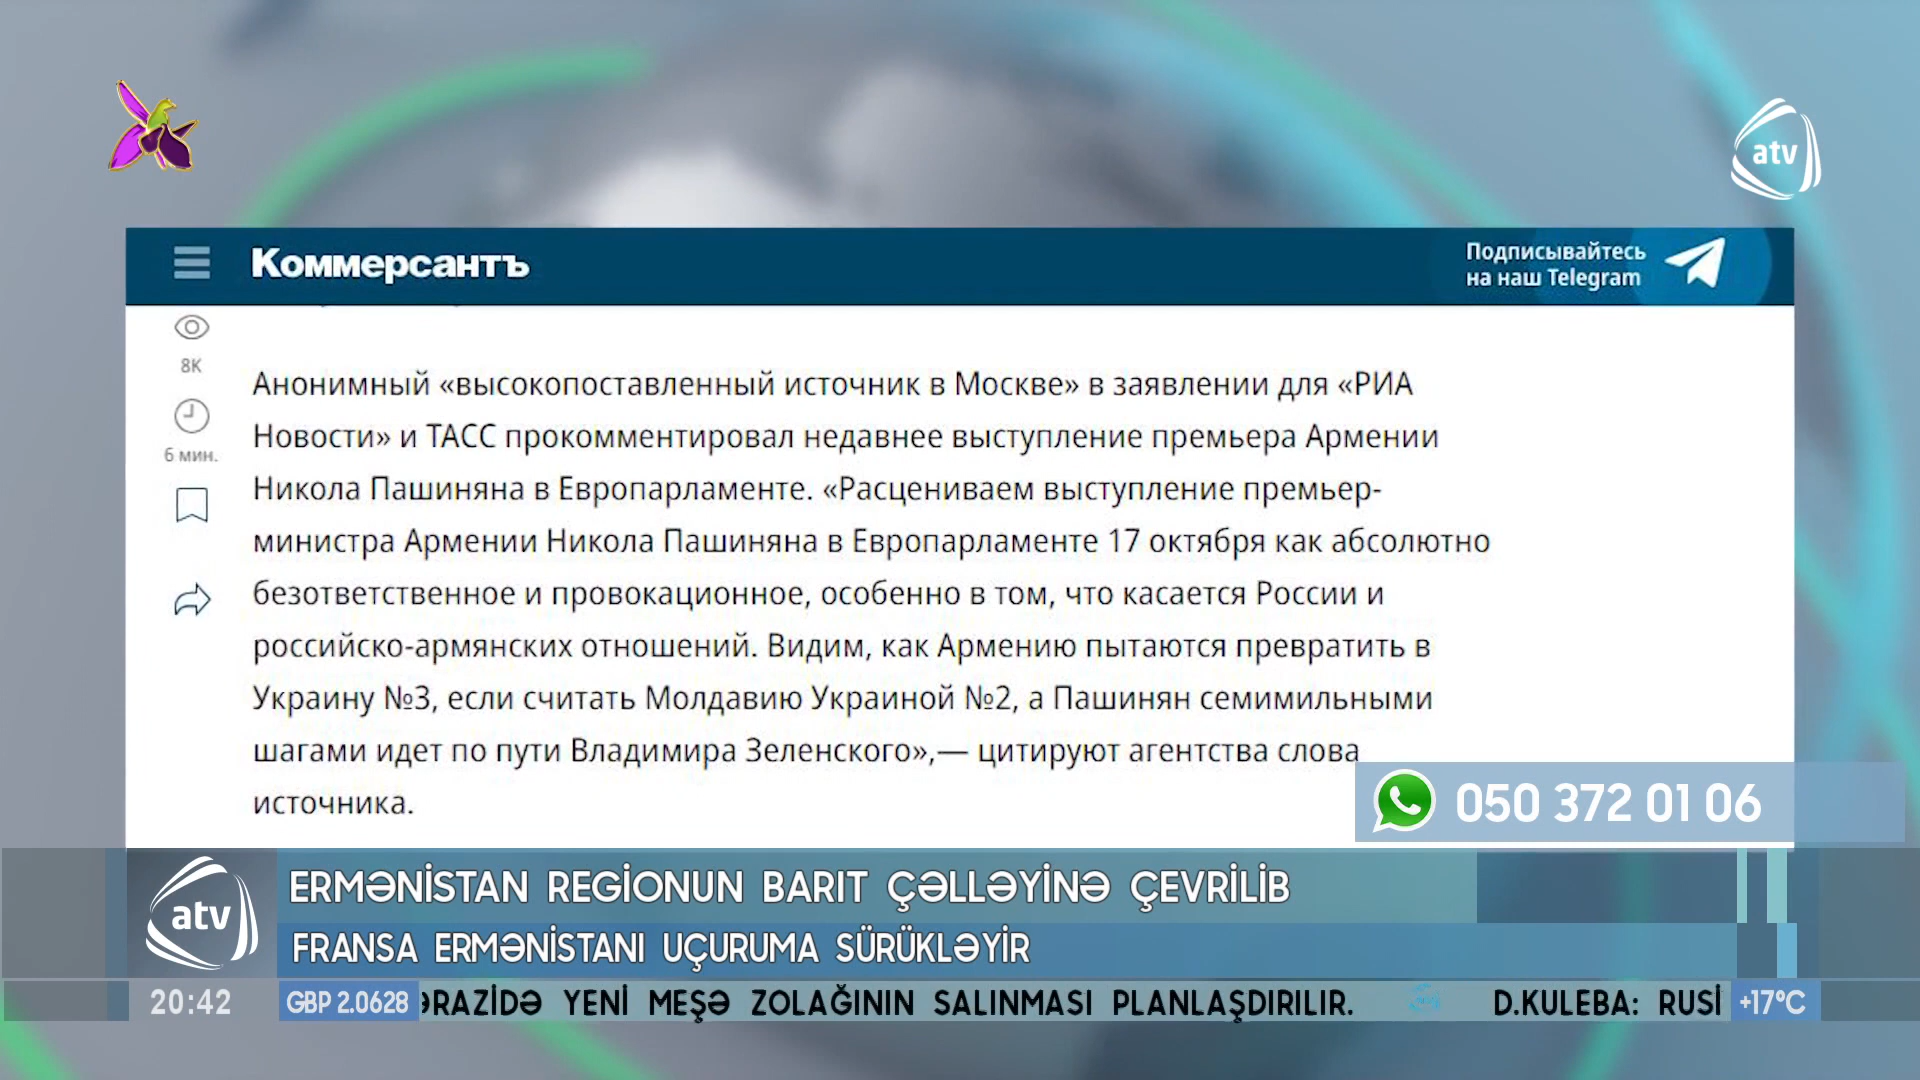 atv
Коммерсантъ
Подписывайтесь
на наш Telegram
8K
6 мин.
Анонимный «высокопоставленный источник в Москве» в заявлении для «РИА
Новости» и ТАСС прокомментировал недавнее выступление премьера Армении
Никола Пашиняна в Европарламенте. «Расцениваем выступление премьер-
министра Армении Никола Пашиняна в Европарламенте 17 октября как абсолютно
безответственное и провокационное, особенно в том, что касается России и
российско-армянских отношений. Видим, как Армению пытаются превратить в
Украину №3, если считать Молдавию Украиной №2, а Пашинян семимильными
шагами идет по пути Владимира Зеленского»,— цитируют агентства слова
источника.
050 372 01 06
atv
ERMƏNİSTAN REGİONUN BARIT ÇƏLLƏYİNƏ ÇEVRİLİB
FRANSA ERMƏNİSTANI UÇURUMA SÜRÜKLƏYİR
20:42 GBP 2.0628 ƏRAZİDƏ YENİ MEŞƏ ZOLAĞININ SALINMASI PLANLAŞDIRILIR. D.KULEBA: RUSİ +17°C